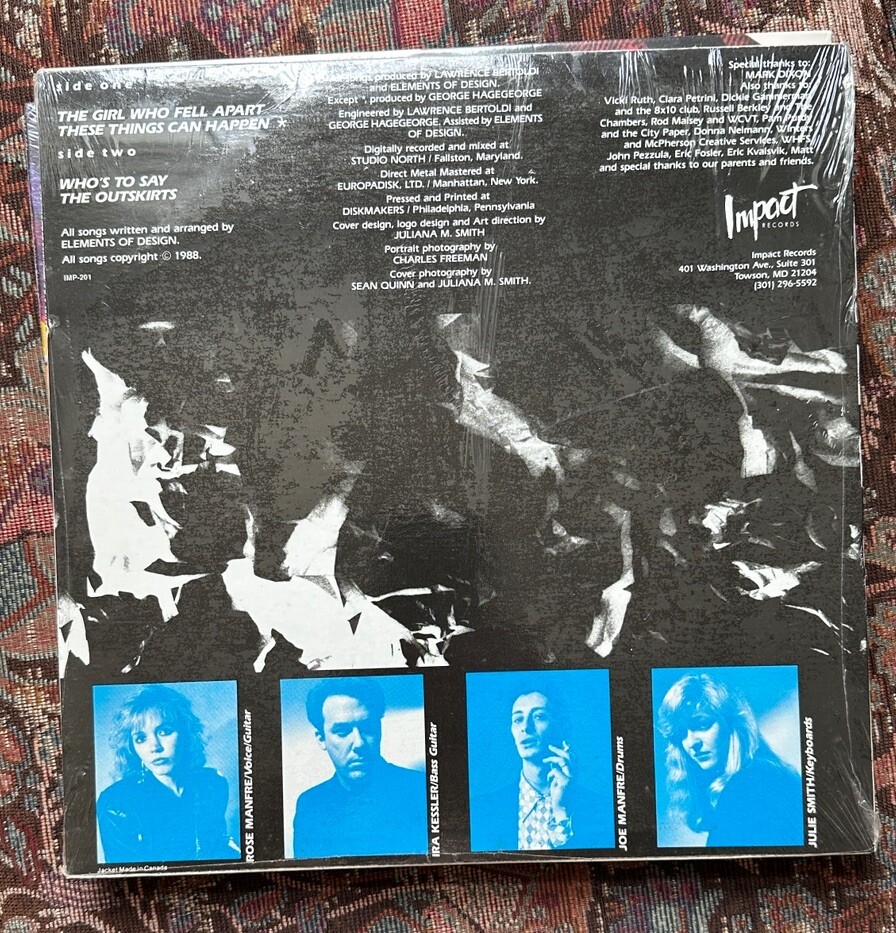 side one
THE GIRL WHO FELL APART
THESE THINGS CAN HAPPEN *
side two
WHO'S TO SAY
THE OUTSKIRTS
All songs written and arranged by
ELEMENTS OF DESIGN.
All songs copyright © 1988.
IMP-201
produced by LAWRENCE BERTOLDI
and ELEMENTS OF DESIGN.
Except *, produced by GEORGE HAGEGEORGE
Engineered by LAWRENCE BERTOLDI and
GEORGE HAGEGEORGE. Assisted by ELEMENTS
OF DESIGN.
Digitally recorded and mixed at
STUDIO NORTH / Fallston, Maryland.
Direct Metal Mastered at
EUROPADISK, LTD. / Manhattan, New York.
Pressed and Printed at
DISKMAKERS / Philadelphia, Pennsylvania
Cover design, logo design and Art direction by
JULIANA M. SMITH
Portrait photography by
CHARLES FREEMAN
Cover photography by
SEAN QUINN and JULIANA M. SMITH.
Special thanks to:
MARK DIXON
Also thanks to:
Vicki Ruth, Clara Petrini, Dickie
and the 8x10 club, Russell Berkley and The
Chambers, Rod Maisey and WCVT, Pam Purdy
and the City Paper, Donna Neimann, Winters
and McPherson Creative Services, WHFS,
John Pezzula, Eric Fosler, Eric Kvalsvik, Matt
and special thanks to our parents and friends.
Impact
RECORDS
Impact Records
401 Washington Ave., Suite 301
Towson, MD 21204
(301) 296-5592
ROSE MANFRE/Voice/Guitar
IRA KESSLER/Bass Guitar
JOE MANFRE/Drums
JULIE SMITH/Keyboards
Jacket Made in Canada